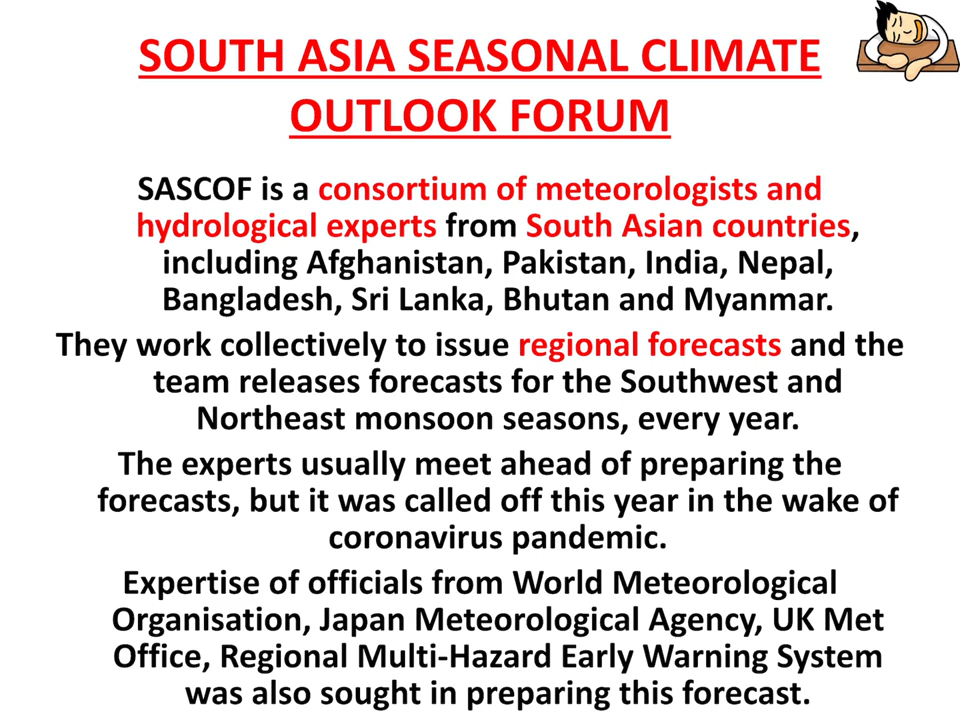 SOUTH ASIA SEASONAL CLIMATE
OUTLOOK FORUM
SASCOF is a consortium of meteorologists and
hydrological experts from South Asian countries,
including Afghanistan, Pakistan, India, Nepal,
Bangladesh, Sri Lanka, Bhutan and Myanmar.
They work collectively to issue regional forecasts and the
team releases forecasts for the Southwest and
Northeast monsoon seasons, every year.
The experts usually meet ahead of preparing the
forecasts, but it was called off this year in the wake of
coronavirus pandemic.
Expertise of officials from World Meteorological
Organisation, Japan Meteorological Agency, UK Met
Office, Regional Multi-Hazard Early Warning System
was also sought in preparing this forecast.